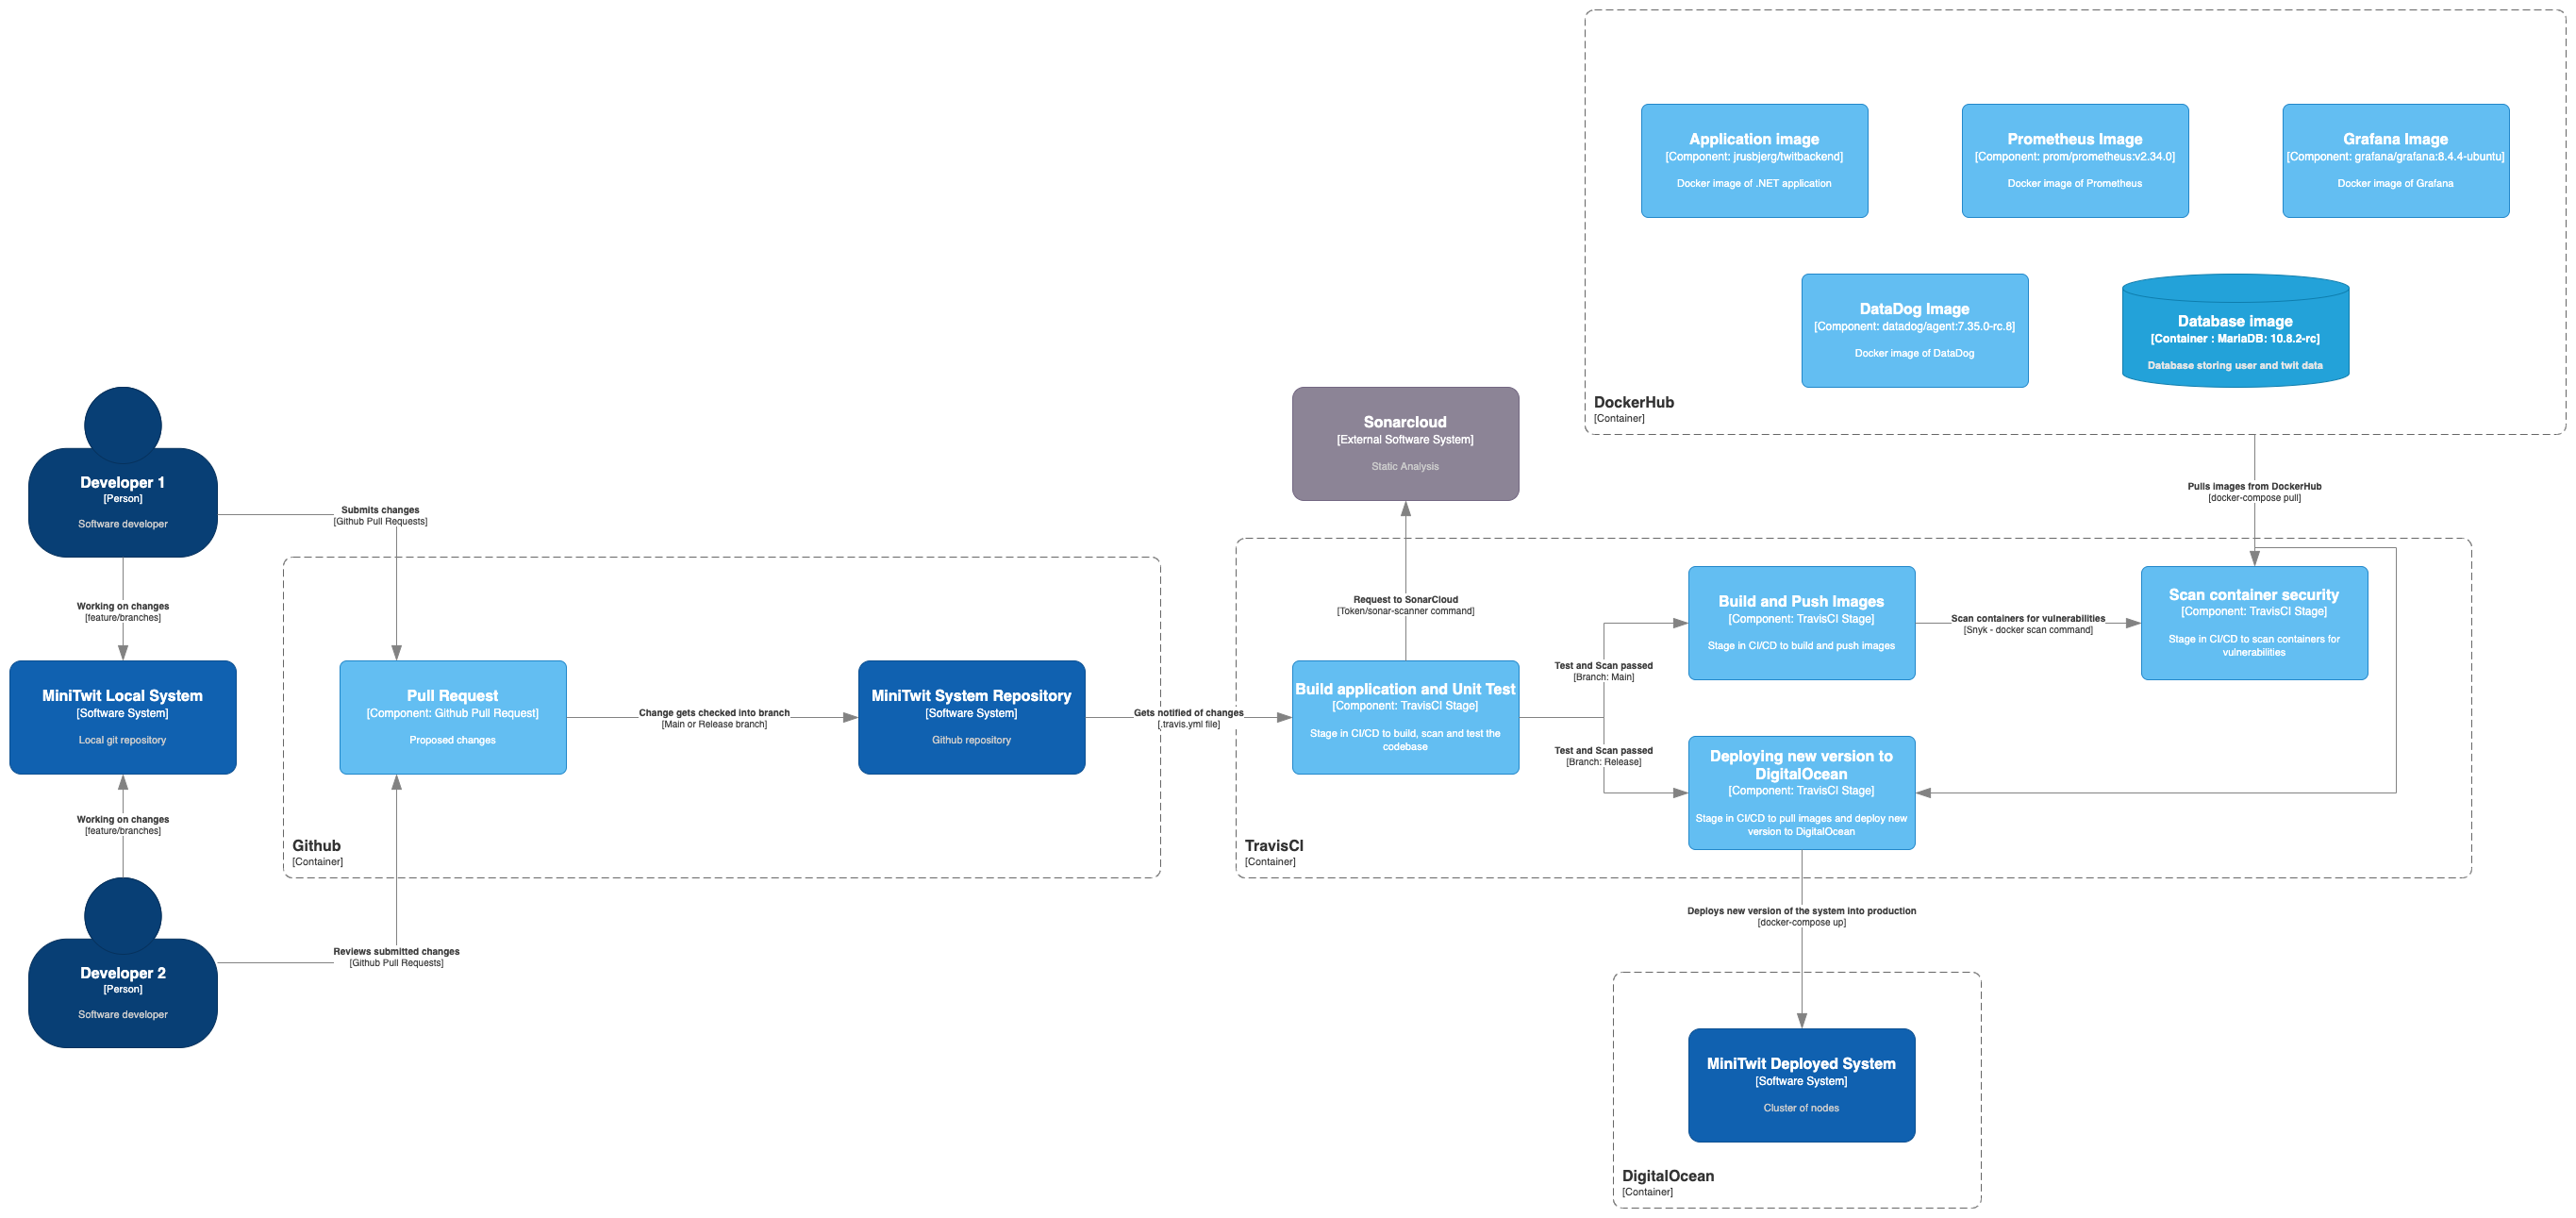 Application image
[Component: jrusbjerg/twitbackend]
Docker image of .NET application
Prometheus Image
[Component: prom/prometheus:v2.34.0]
Docker image of Prometheus
Grafana Image
[Component: grafana/grafana:8.4.4-ubuntu]
Docker image of Grafana
DataDog Image
[Component: datadog/agent:7.35.0-rc.8]
Docker image of DataDog
Database image
[Container : MariaDB: 10.8.2-rc]
Database storing user and twit data
DockerHub
[Container]
Pulls images from DockerHub
[docker-compose pull]
Developer 1
[Person]
Software developer
Submits changes
[Github Pull Requests]
Working on changes
[feature/branches]
MiniTwit Local System
[Software System]
Local git repository
Working on changes
[feature/branches]
Developer 2
[Person]
Software developer
Reviews submitted changes
[Github Pull Requests]
Pull Request
[Component: Github Pull Request]
Proposed changes
Change gets checked into branch
[Main or Release branch]
MiniTwit System Repository
[Software System]
Github repository
Github
[Container]
Gets notified of changes
[.travis.yml file]
Sonarcloud
[External Software System]
Static Analysis
Request to SonarCloud
[Token/sonar-scanner command]
Build application and Unit Test
[Component: TravisCI Stage]
Stage in CI/CD to build, scan and test the
codebase
Test and Scan passed
[Branch: Main]
Test and Scan passed
[Branch: Release]
Build and Push Images
[Component: TravisCI Stage]
Stage in CI/CD to build and push images
Scan containers for vulnerabilities
[Snyk - docker scan command]
Scan container security
[Component: TravisCI Stage]
Stage in CI/CD to scan containers for
vulnerabilities
Deploying new version to
DigitalOcean
[Component: TravisCI Stage]
Stage in CI/CD to pull images and deploy new
version to DigitalOcean
TravisCI
[Container]
Deploys new version of the system into production
[docker-compose up]
MiniTwit Deployed System
[Software System]
Cluster of nodes
DigitalOcean
[Container]